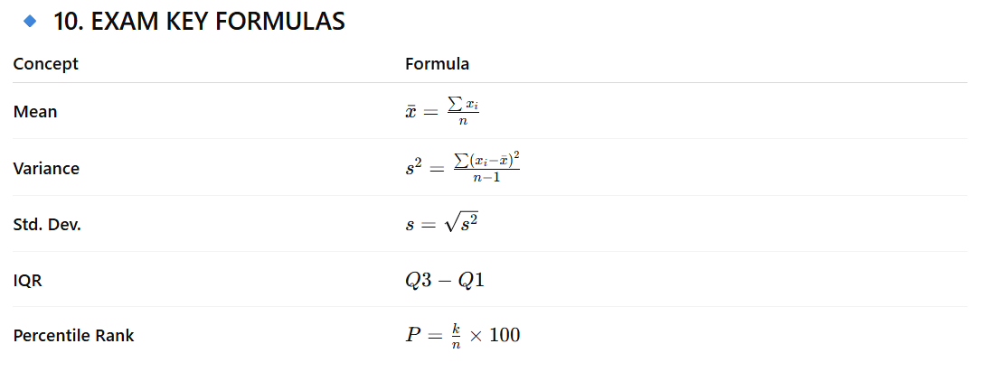 🔹 10. EXAM KEY FORMULAS
Concept Formula
Mean x̄ = ∑ xᵢ / n
Variance s² = ∑(xᵢ−x̄)² / n−1
Std. Dev. s = √s²
IQR Q3 − Q1
Percentile Rank P = k/n × 100